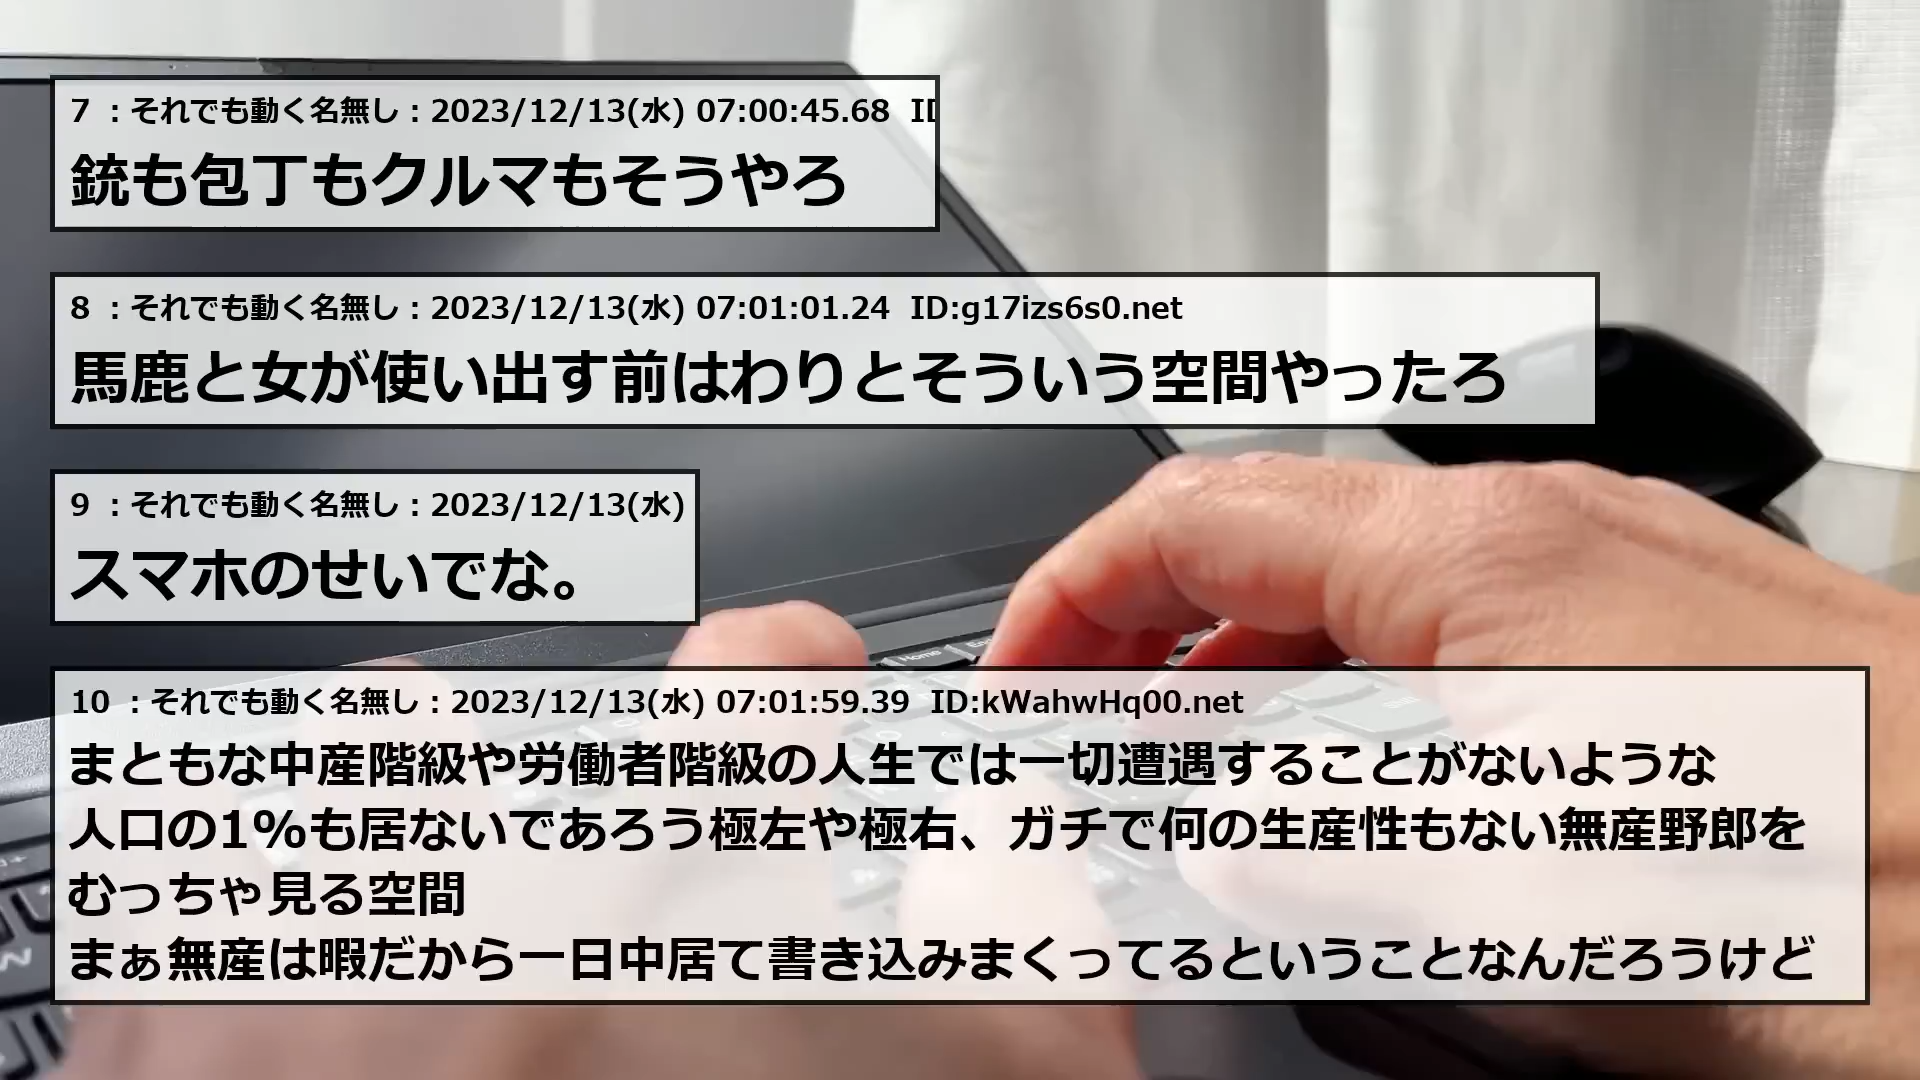 7 ：それでも動く名無し：2023/12/13(水) 07:00:45.68 ID
銃も包丁もクルマもそうやろ
8 ：それでも動く名無し：2023/12/13(水) 07:01:01.24 ID:g17izs6s0.net
馬鹿と女が使い出す前はわりとそういう空間やったろ
9 ：それでも動く名無し：2023/12/13(水)
スマホのせいでな。
Home
10 ：それでも動く名無し：2023/12/13(水) 07:01:59.39 ID:kWahwHq00.net
まともな中産階級や労働者階級の人生では一切遭遇することがないような
人口の1%も居ないであろう極左や極右、ガチで何の生産性もない無産野郎を
むっちゃ見る空間
まぁ無産は暇だから一日中居て書き込みまくってるということなんだろうけど